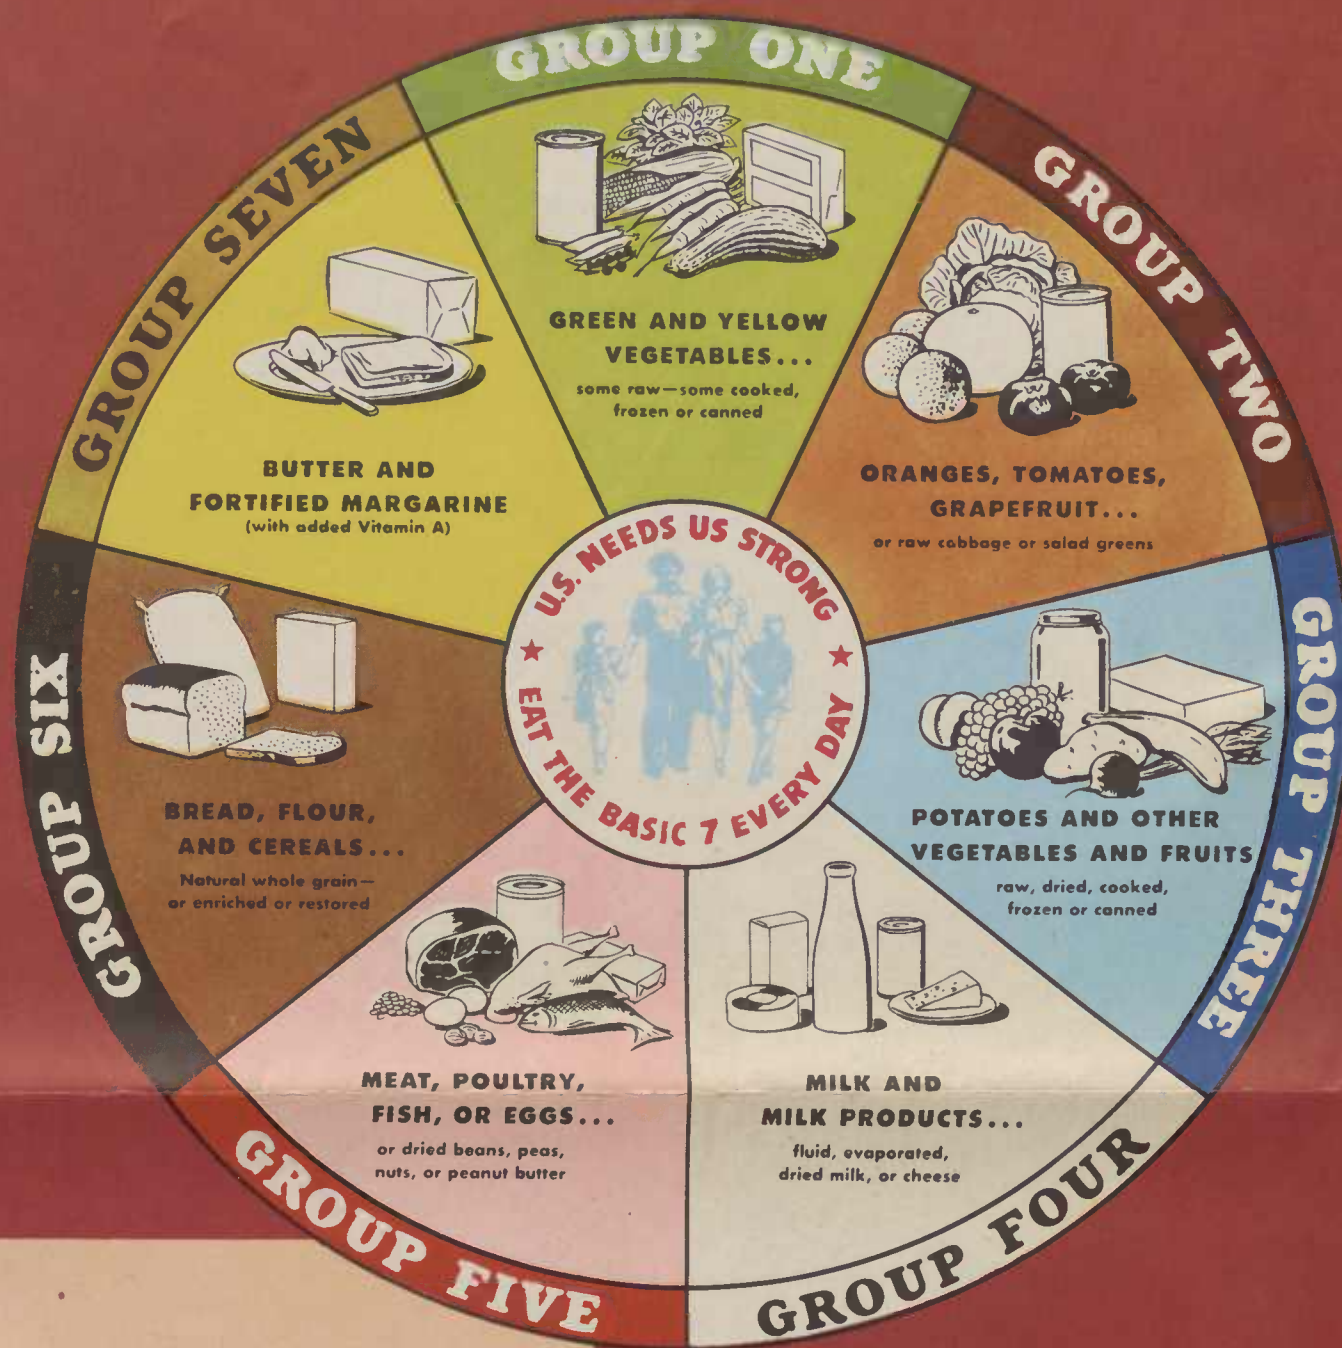 GROUP ONE
GREEN AND YELLOW
VEGETABLES...
some raw—some cooked,
frozen or canned
GROUP TWO
ORANGES, TOMATOES,
GRAPEFRUIT...
or raw cabbage or salad greens
GROUP THREE
POTATOES AND OTHER
VEGETABLES AND FRUITS
raw, dried, cooked,
frozen or canned
GROUP FOUR
MILK AND
MILK PRODUCTS...
fluid, evaporated,
dried milk, or cheese
GROUP FIVE
MEAT, POULTRY,
FISH, OR EGGS...
or dried beans, peas,
nuts, or peanut butter
GROUP SIX
BREAD, FLOUR,
AND CEREALS...
Natural whole grain—
or enriched or restored
GROUP SEVEN
BUTTER AND
FORTIFIED MARGARINE
(with added Vitamin A)
U.S. NEEDS US STRONG
EAT THE BASIC 7 EVERY DAY